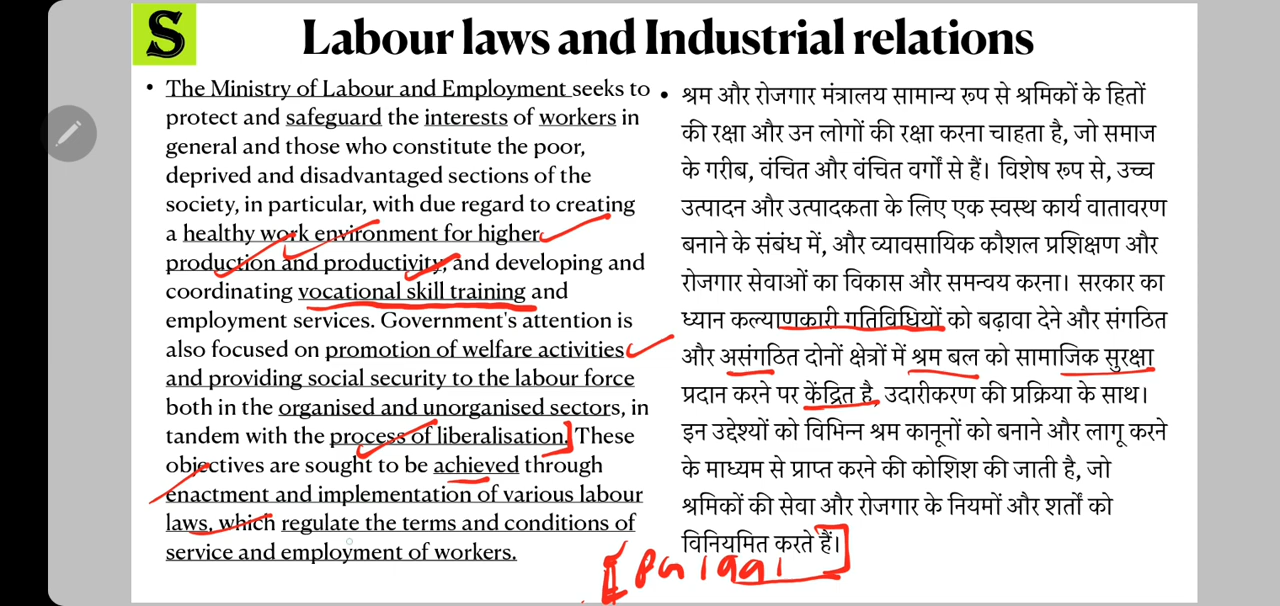 S
Labour laws and Industrial relations
• The Ministry of Labour and Employment seeks to
protect and safeguard the interests of workers in
general and those who constitute the poor,
deprived and disadvantaged sections of the
society, in particular, with due regard to creating
a healthy work environment for higher
production and productivity, and developing and
coordinating vocational skill training and
employment services. Government's attention is
also focused on promotion of welfare activities
and providing social security to the labour force
both in the organised and unorganised sectors, in
tandem with the process of liberalisation. These
objectives are sought to be achieved through
enactment and implementation of various labour
laws, which regulate the terms and conditions of
service and employment of workers.
• श्रम और रोजगार मंत्रालय सामान्य रूप से श्रमिकों के हितों
की रक्षा और उन लोगों की रक्षा करना चाहता है, जो समाज
के गरीब, वंचित और वंचित वर्गों से हैं। विशेष रूप से, उच्च
उत्पादन और उत्पादकता के लिए एक स्वस्थ कार्य वातावरण
बनाने के संबंध में, और व्यावसायिक कौशल प्रशिक्षण और
रोजगार सेवाओं का विकास और समन्वय करना। सरकार का
ध्यान कल्याणकारी गतिविधियों को बढ़ावा देने और संगठित
और असंगठित दोनों क्षेत्रों में श्रम बल को सामाजिक सुरक्षा
प्रदान करने पर केंद्रित है, उदारीकरण की प्रक्रिया के साथ।
इन उद्देश्यों को विभिन्न श्रम कानूनों को बनाने और लागू करने
के माध्यम से प्राप्त करने की कोशिश की जाती है, जो
श्रमिकों की सेवा और रोजगार के नियमों और शर्तों को
विनियमित करते हैं।
1991